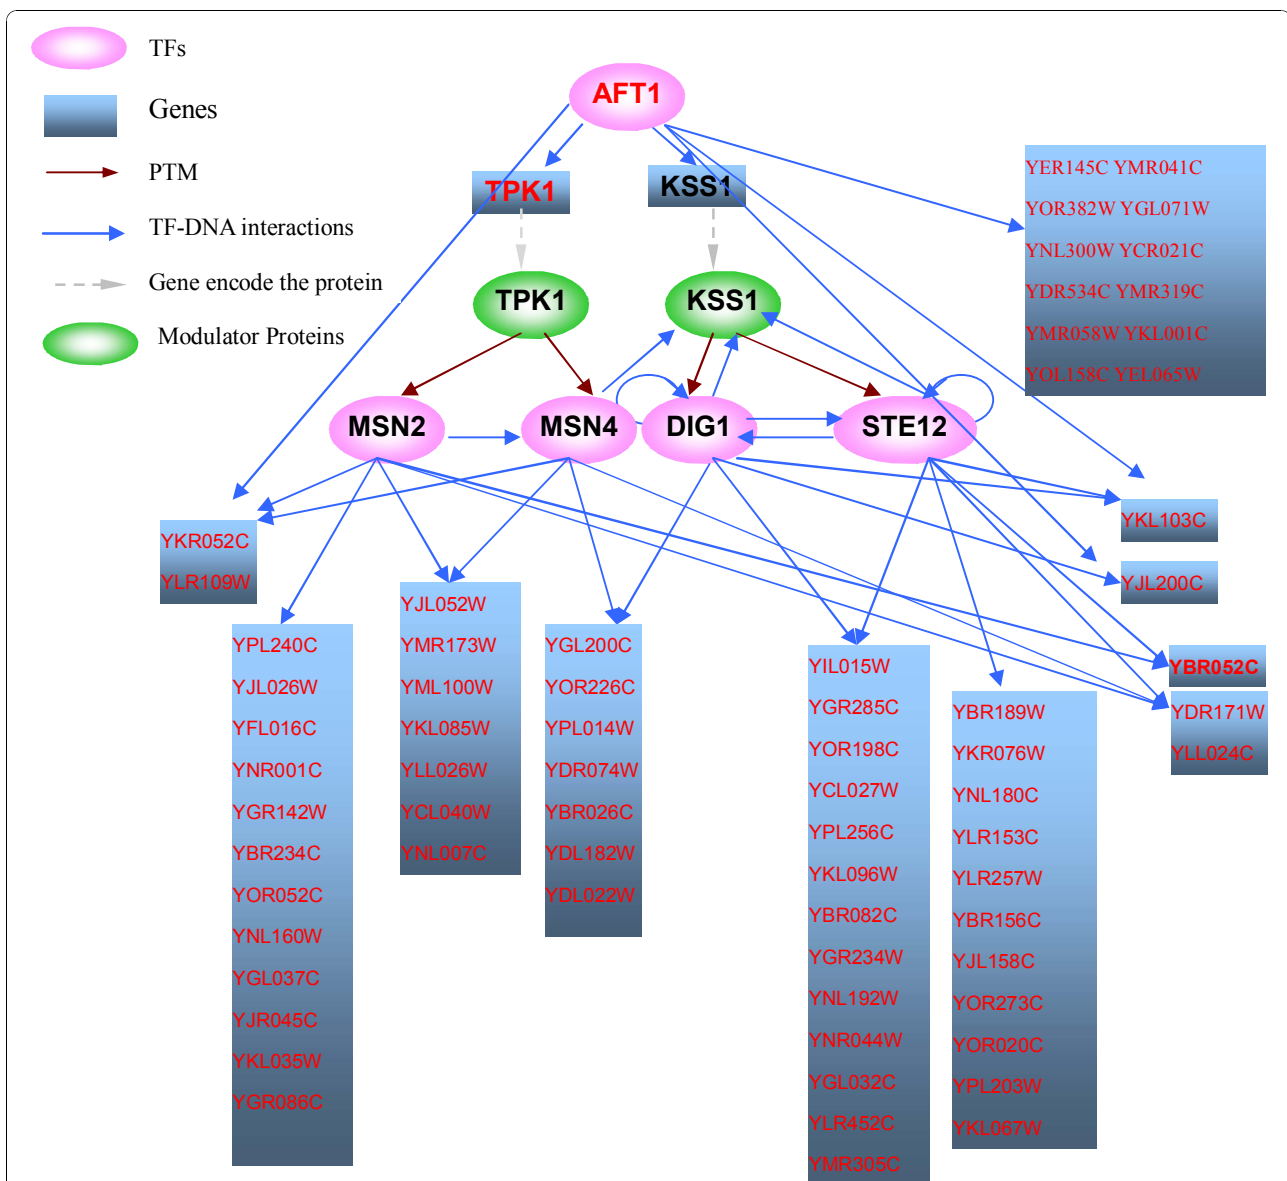 TFs
Genes
PTM
TF-DNA interactions
Gene encode the protein
Modulator Proteins
AFT1
TPK1
KSS1
TPK1
KSS1
MSN2
MSN4
DIG1
STE12
YER145C YMR041C
YOR382W YGL071W
YNL300W YCR021C
YDR534C YMR319C
YMR058W YKL001C
YOL158C YEL065W
YKR052C
YLR109W
YPL240C
YJL026W
YFL016C
YNR001C
YGR142W
YBR234C
YOR052C
YNL160W
YGL037C
YJR045C
YKL035W
YGR086C
YJL052W
YMR173W
YML100W
YKL085W
YLL026W
YCL040W
YNL007C
YGL200C
YOR226C
YPL014W
YDR074W
YBR026C
YDL182W
YDL022W
YIL015W
YGR285C
YOR198C
YCL027W
YPL256C
YKL096W
YBR082C
YGR234W
YNL192W
YNR044W
YGL032C
YLR452C
YMR305C
YBR189W
YKR076W
YNL180C
YLR153C
YLR257W
YBR156C
YJL158C
YOR273C
YOR020C
YPL203W
YKL067W
YKL103C
YJL200C
YBR052C
YDR171W
YLL024C